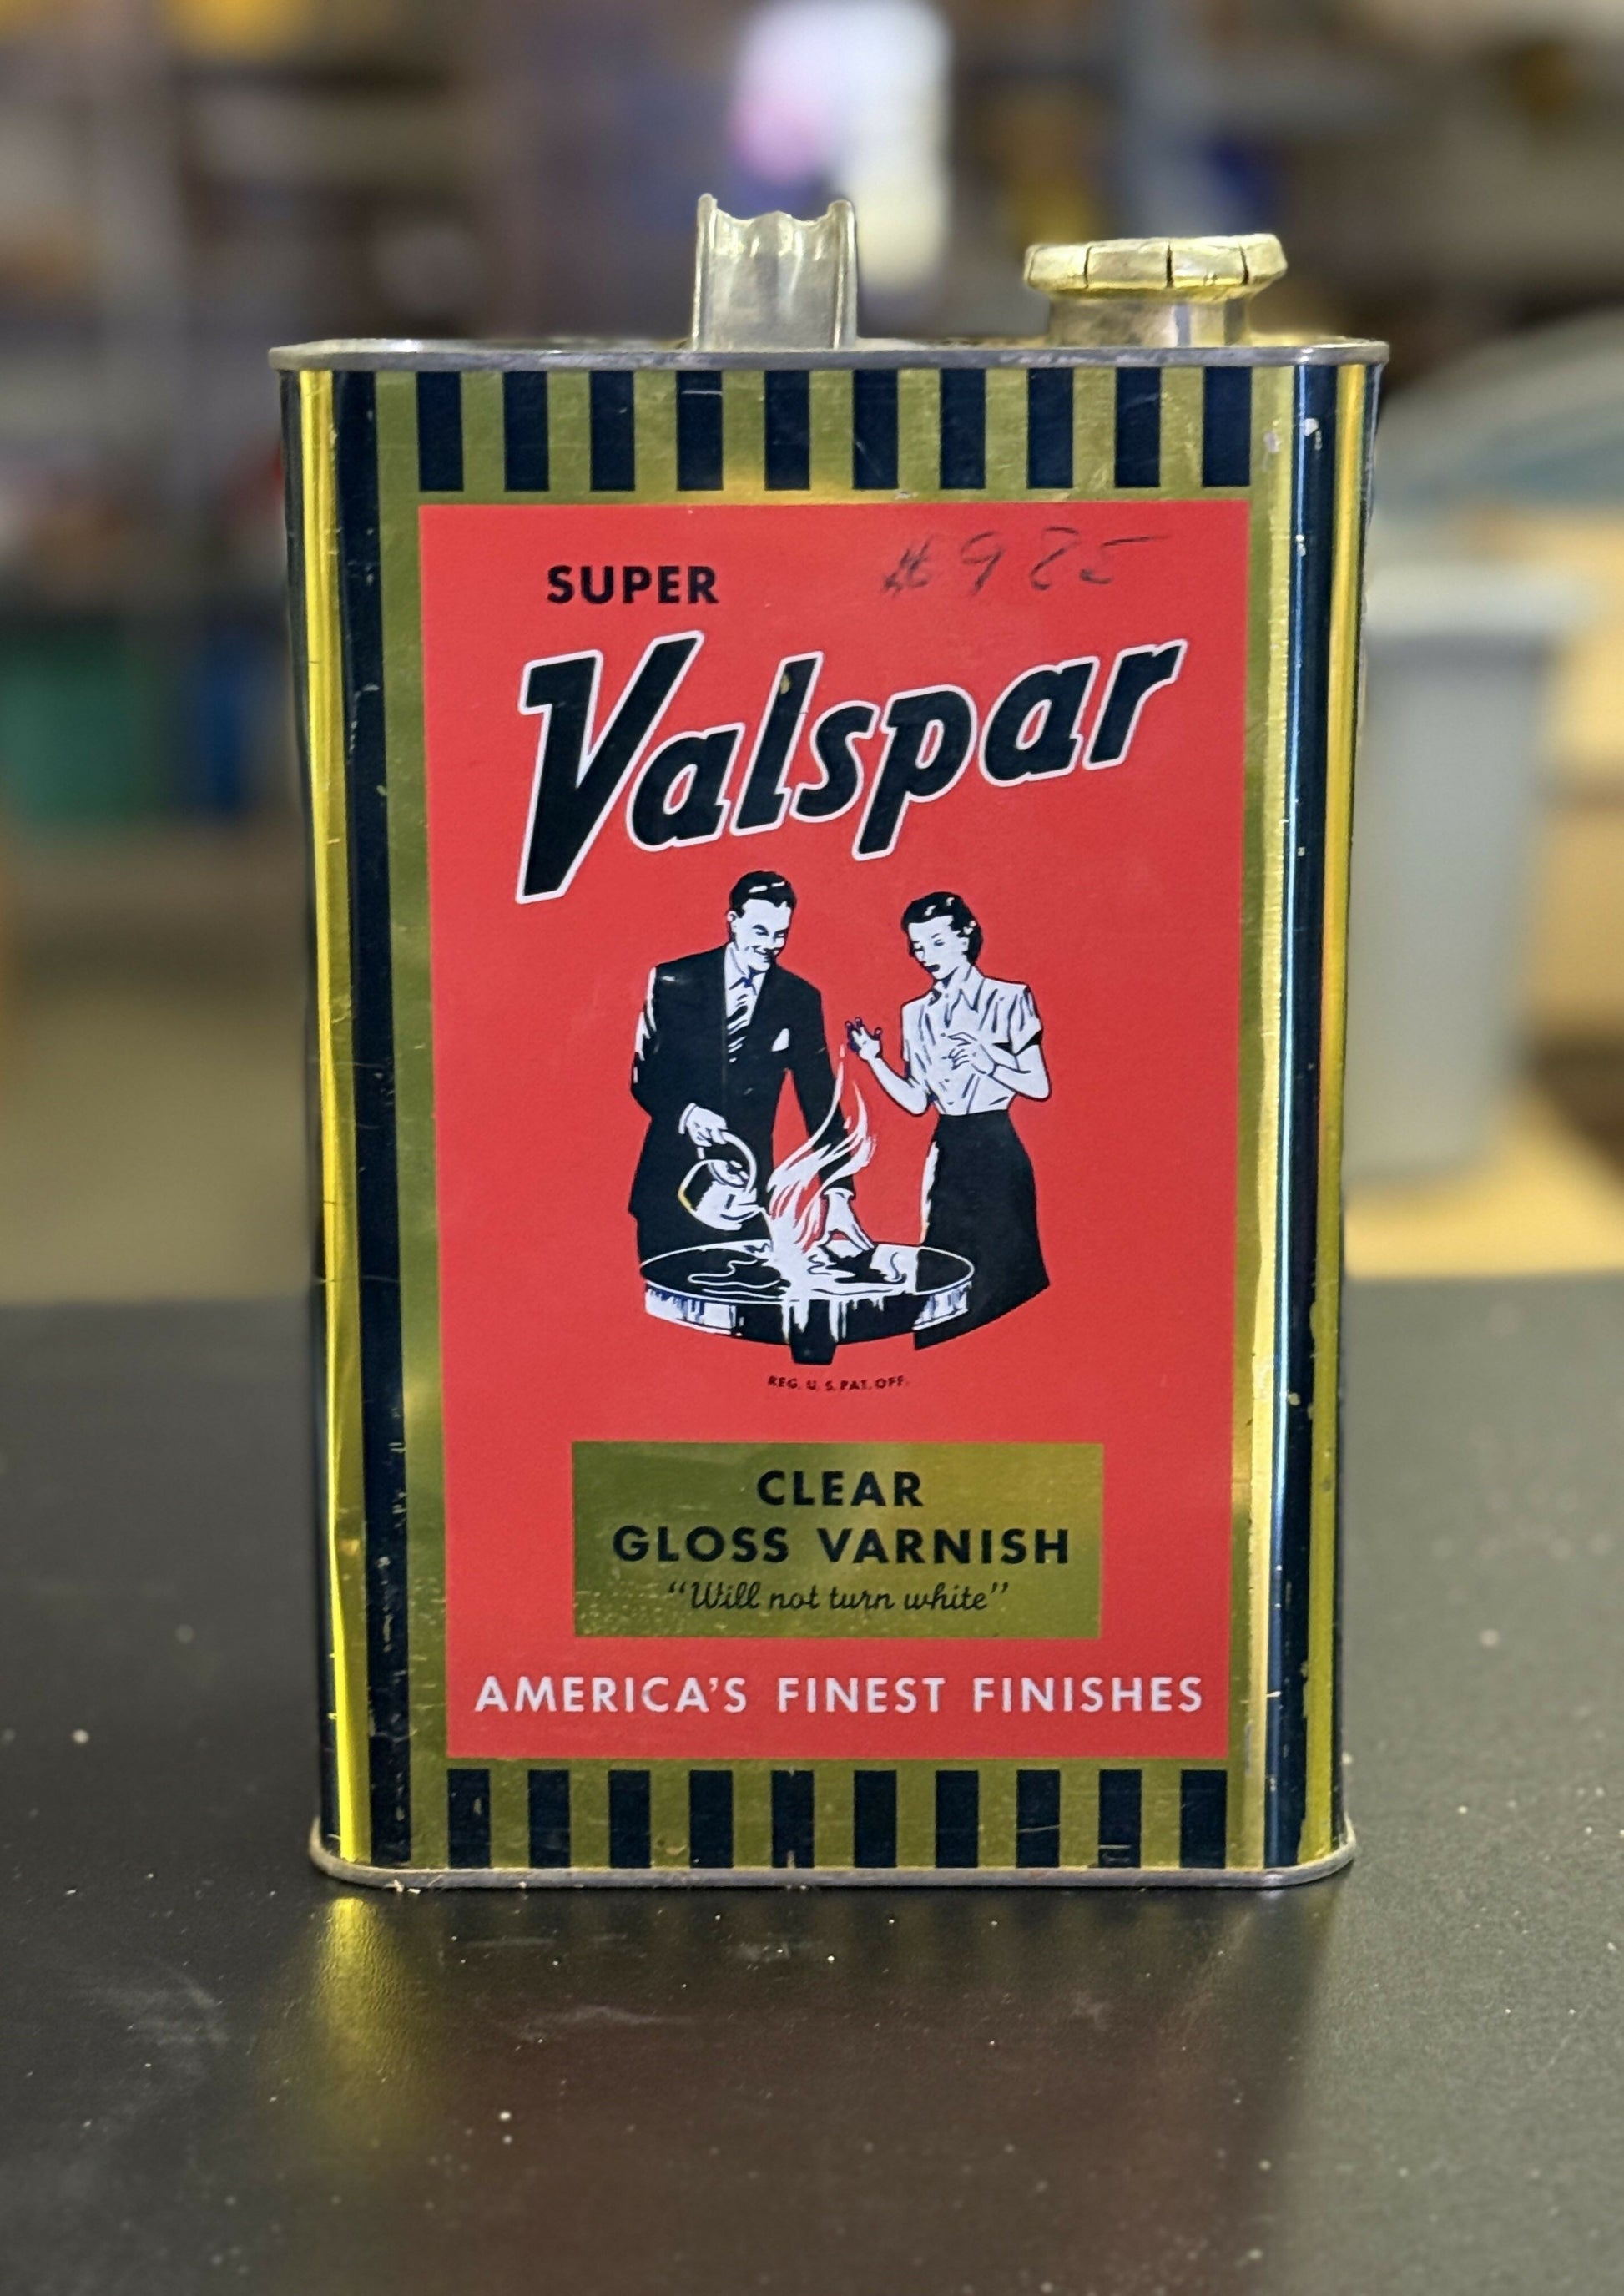 #985
SUPER
Valspar
REG. U. S. PAT. OFF.
CLEAR
GLOSS VARNISH
"Will not turn white"
AMERICA'S FINEST FINISHES